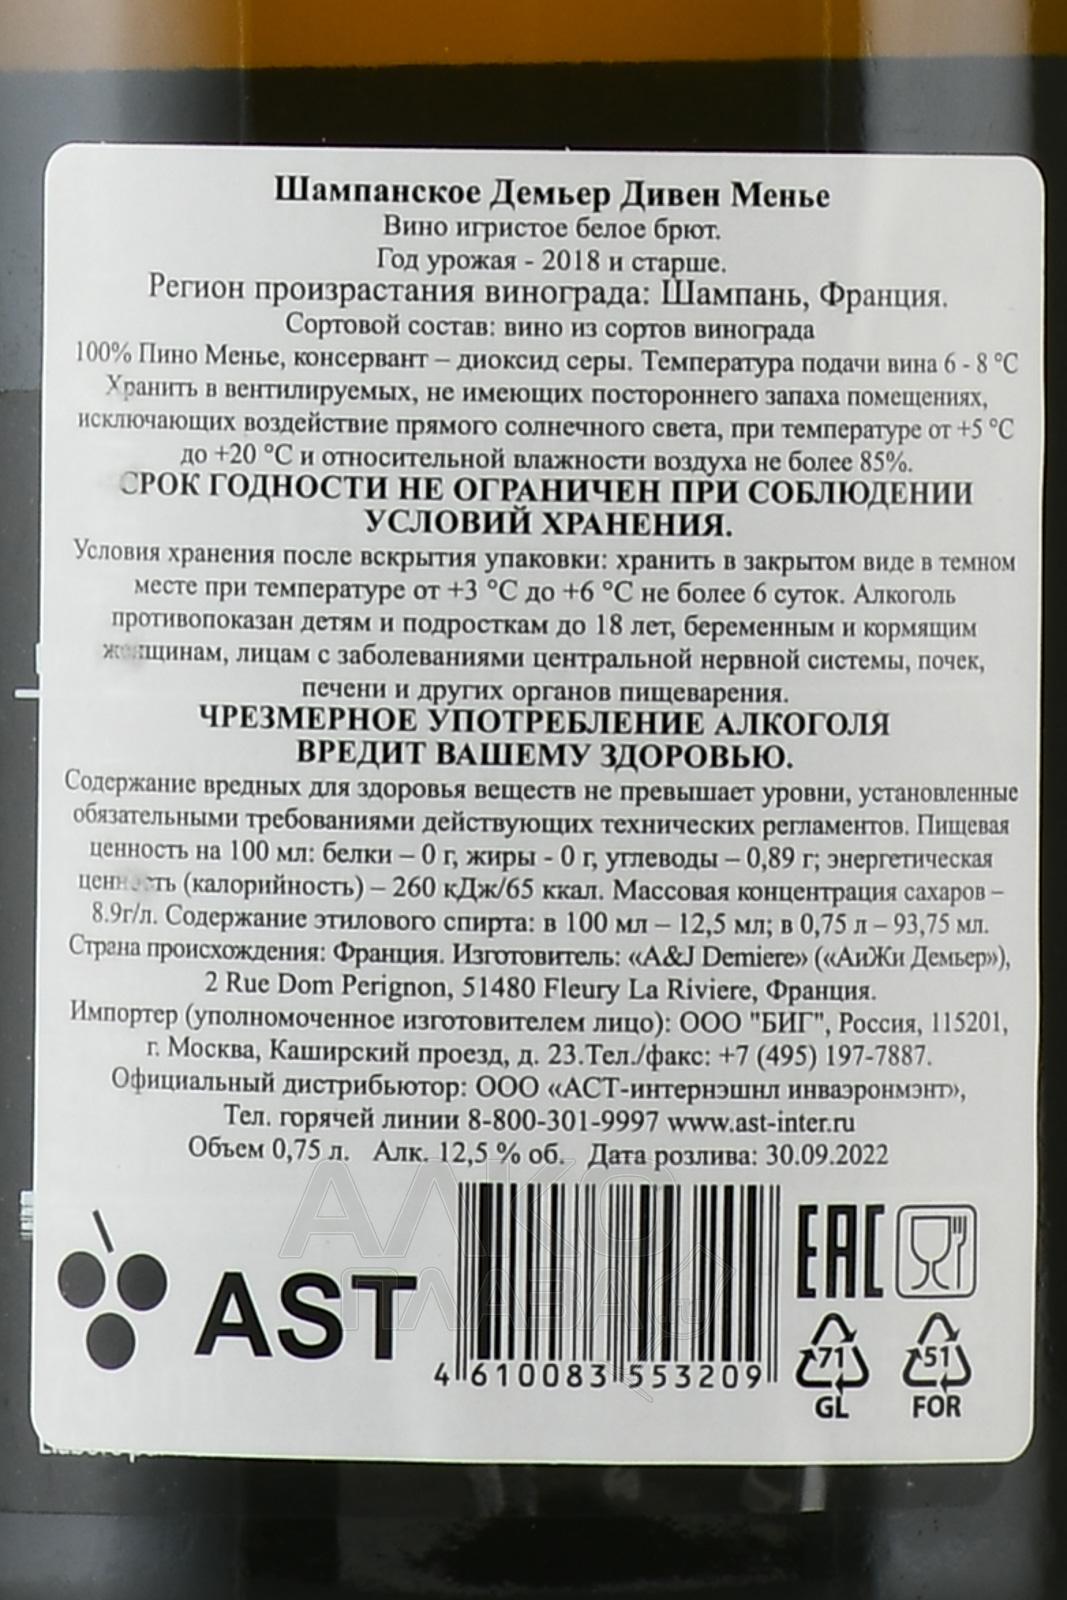 Шампанское Демьер Дивен Менье
Вино игристое белое брют.
Год урожая - 2018 и старше.
Регион произрастания винограда: Шампань, Франция.
Сортовой состав: вино из сортов винограда
100% Пино Менье, консервант – диоксид серы. Температура подачи вина 6 - 8 °С
Хранить в вентилируемых, не имеющих постороннего запаха помещениях,
исключающих воздействие прямого солнечного света, при температуре от +5 °С
до +20 °С и относительной влажности воздуха не более 85%.
СРОК ГОДНОСТИ НЕ ОГРАНИЧЕН ПРИ СОБЛЮДЕНИИ
УСЛОВИЙ ХРАНЕНИЯ.
Условия хранения после вскрытия упаковки: хранить в закрытом виде в темном
месте при температуре от +3 °С до +6 °С не более 6 суток. Алкоголь
противопоказан детям и подросткам до 18 лет, беременным и кормящим
женщинам, лицам с заболеваниями центральной нервной системы, почек,
печени и других органов пищеварения.
ЧРЕЗМЕРНОЕ УПОТРЕБЛЕНИЕ АЛКОГОЛЯ
ВРЕДИТ ВАШЕМУ ЗДОРОВЬЮ.
Содержание вредных для здоровья веществ не превышает уровни, установленные
обязательными требованиями действующих технических регламентов. Пищевая
ценность на 100 мл: белки – 0 г, жиры - 0 г, углеводы – 0,89 г; энергетическая
ценность (калорийность) – 260 кДж/65 ккал. Массовая концентрация сахаров –
8.9г/л. Содержание этилового спирта: в 100 мл – 12,5 мл; в 0,75 л – 93,75 мл.
Страна происхождения: Франция. Изготовитель: «A&J Demiere» («АиЖи Демьер»),
2 Rue Dom Perignon, 51480 Fleury La Riviere, Франция.
Импортер (уполномоченное изготовителем лицо): ООО "БИГ", Россия, 115201,
г. Москва, Каширский проезд, д. 23.Тел./факс: +7 (495) 197-7887.
Официальный дистрибьютор: ООО «АСТ-интернэшнл инваэронмэнт»,
Тел. горячей линии 8-800-301-9997 www.ast-inter.ru
Объем 0,75 л. Алк. 12,5 % об. Дата розлива: 30.09.2022
АЛКО
ПЛАЗА
AST
4 610083 553209
EAC
71
GL
51
FOR